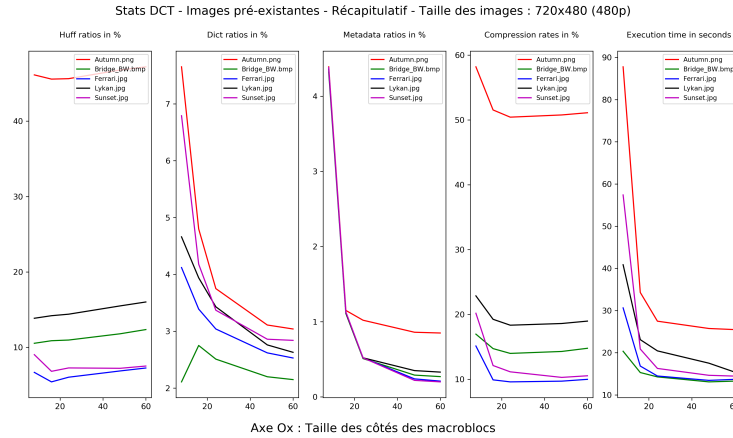 Stats DCT - Images pré-existantes - Récapitulatif - Taille des images : 720x480 (480p)
Huff ratios in %
Autumn.png
Bridge_BW.bmp
Ferrari.jpg
Lykan.jpg
Sunset.jpg
40
30
20
10
20
40
60
Dict ratios in %
Autumn.png
Bridge_BW.bmp
Ferrari.jpg
Lykan.jpg
Sunset.jpg
7
6
5
4
3
2
20
40
60
Metadata ratios in %
Autumn.png
Bridge_BW.bmp
Ferrari.jpg
Lykan.jpg
Sunset.jpg
4
3
2
1
0
20
40
60
Compression rates in %
Autumn.png
Bridge_BW.bmp
Ferrari.jpg
Lykan.jpg
Sunset.jpg
60
50
40
30
20
10
20
40
60
Execution time in seconds
Autumn.png
Bridge_BW.bmp
Ferrari.jpg
Lykan.jpg
Sunset.jpg
90
80
70
60
50
40
30
20
10
20
40
60
Axe Ox : Taille des côtés des macroblocs